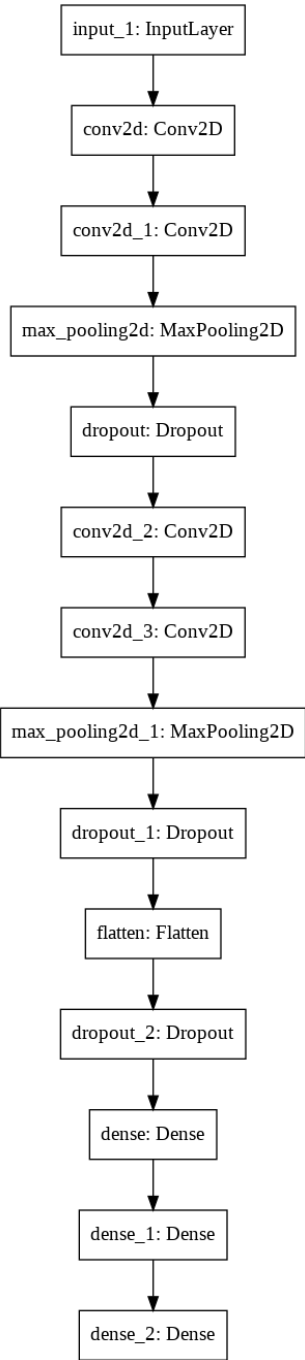 input_1: InputLayer
conv2d: Conv2D
conv2d_1: Conv2D
max_pooling2d: MaxPooling2D
dropout: Dropout
conv2d_2: Conv2D
conv2d_3: Conv2D
max_pooling2d_1: MaxPooling2D
dropout_1: Dropout
flatten: Flatten
dropout_2: Dropout
dense: Dense
dense_1: Dense
dense_2: Dense